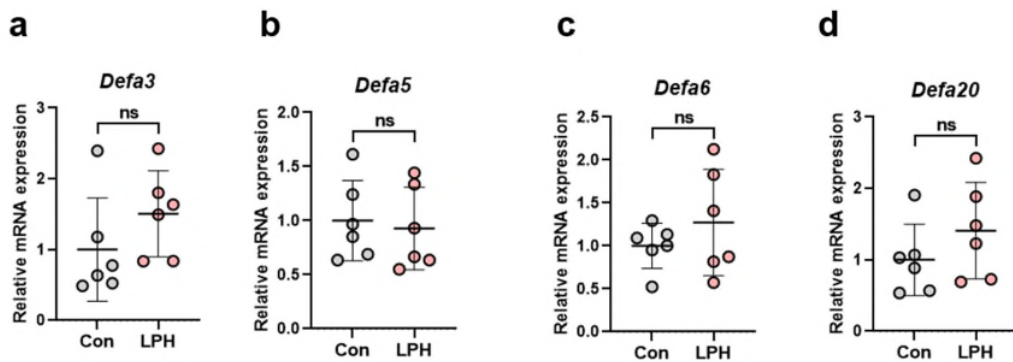 a
Defa3
Relative mRNA expression
3
2
1
0
ns
Con LPH
b
Defa5
Relative mRNA expression
2.0
1.5
1.0
0.5
0.0
ns
Con LPH
c
Defa6
Relative mRNA expression
2.5
2.0
1.5
1.0
0.5
0.0
ns
Con LPH
d
Defa20
Relative mRNA expression
3
2
1
0
ns
Con LPH